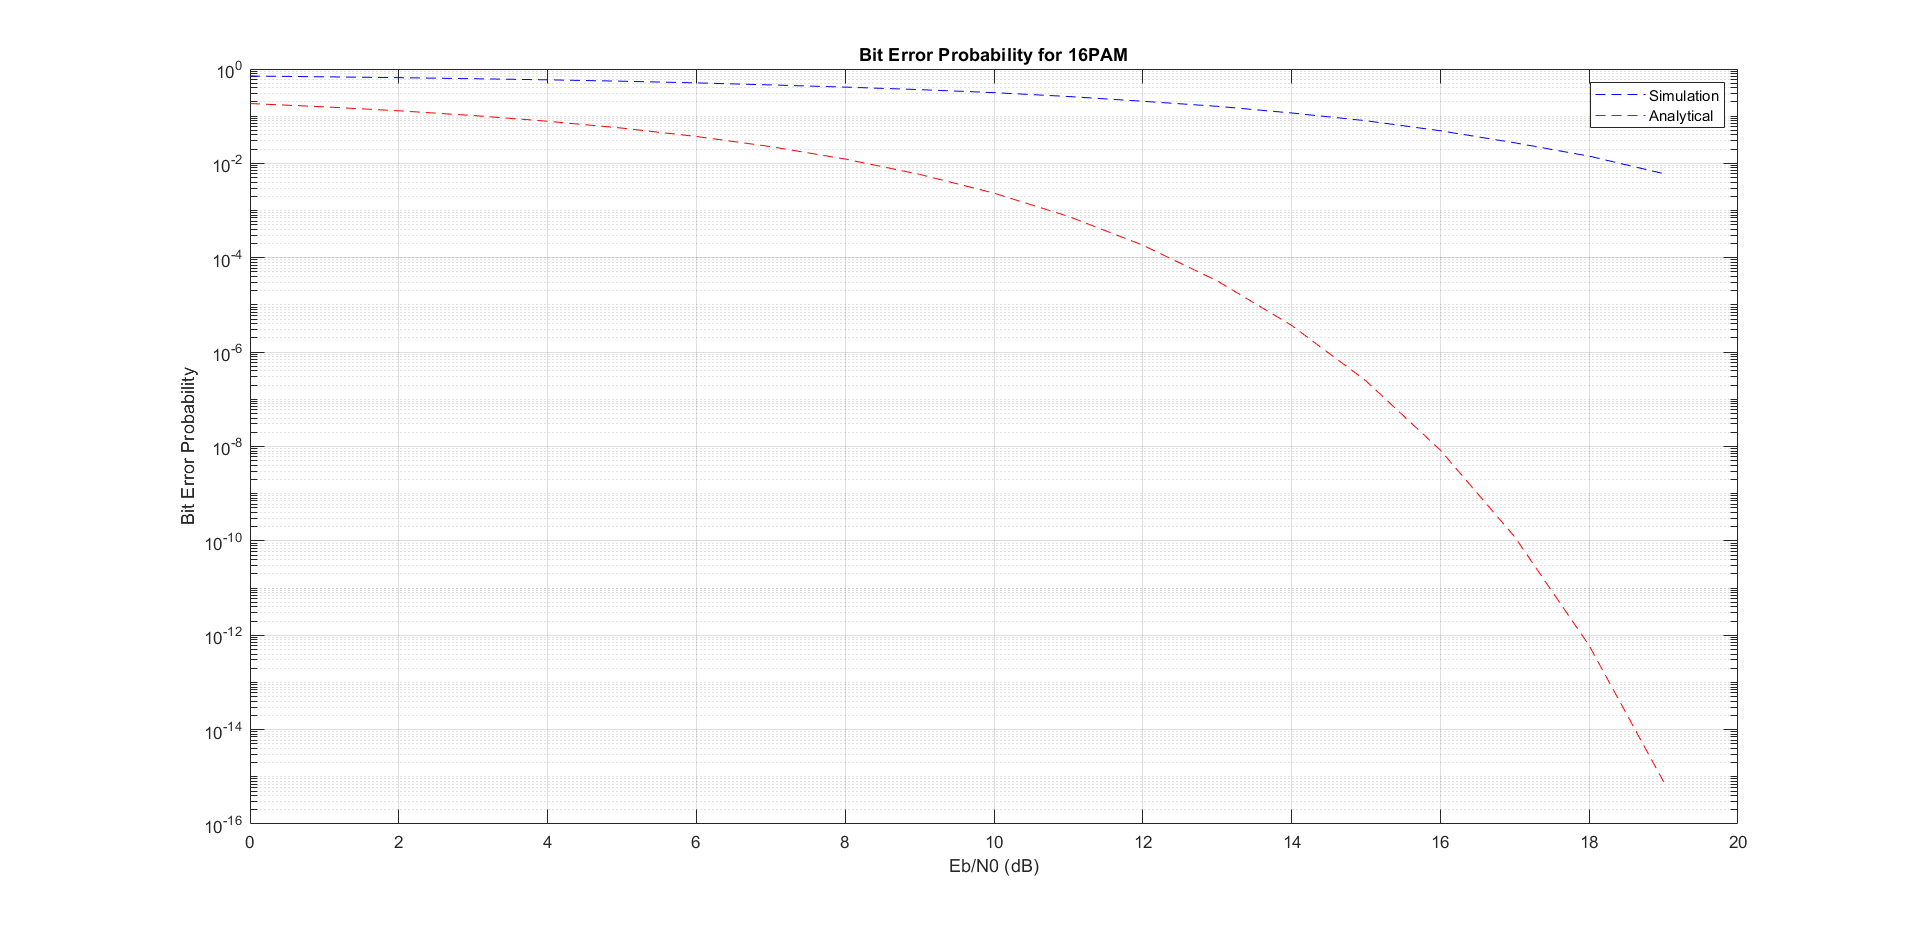 Bit Error Probability for 16PAM
Simulation
Analytical
10^0
10^-2
10^-4
10^-6
10^-8
10^-10
10^-12
10^-14
10^-16
Bit Error Probability
0 2 4 6 8 10 12 14 16 18 20
Eb/N0 (dB)